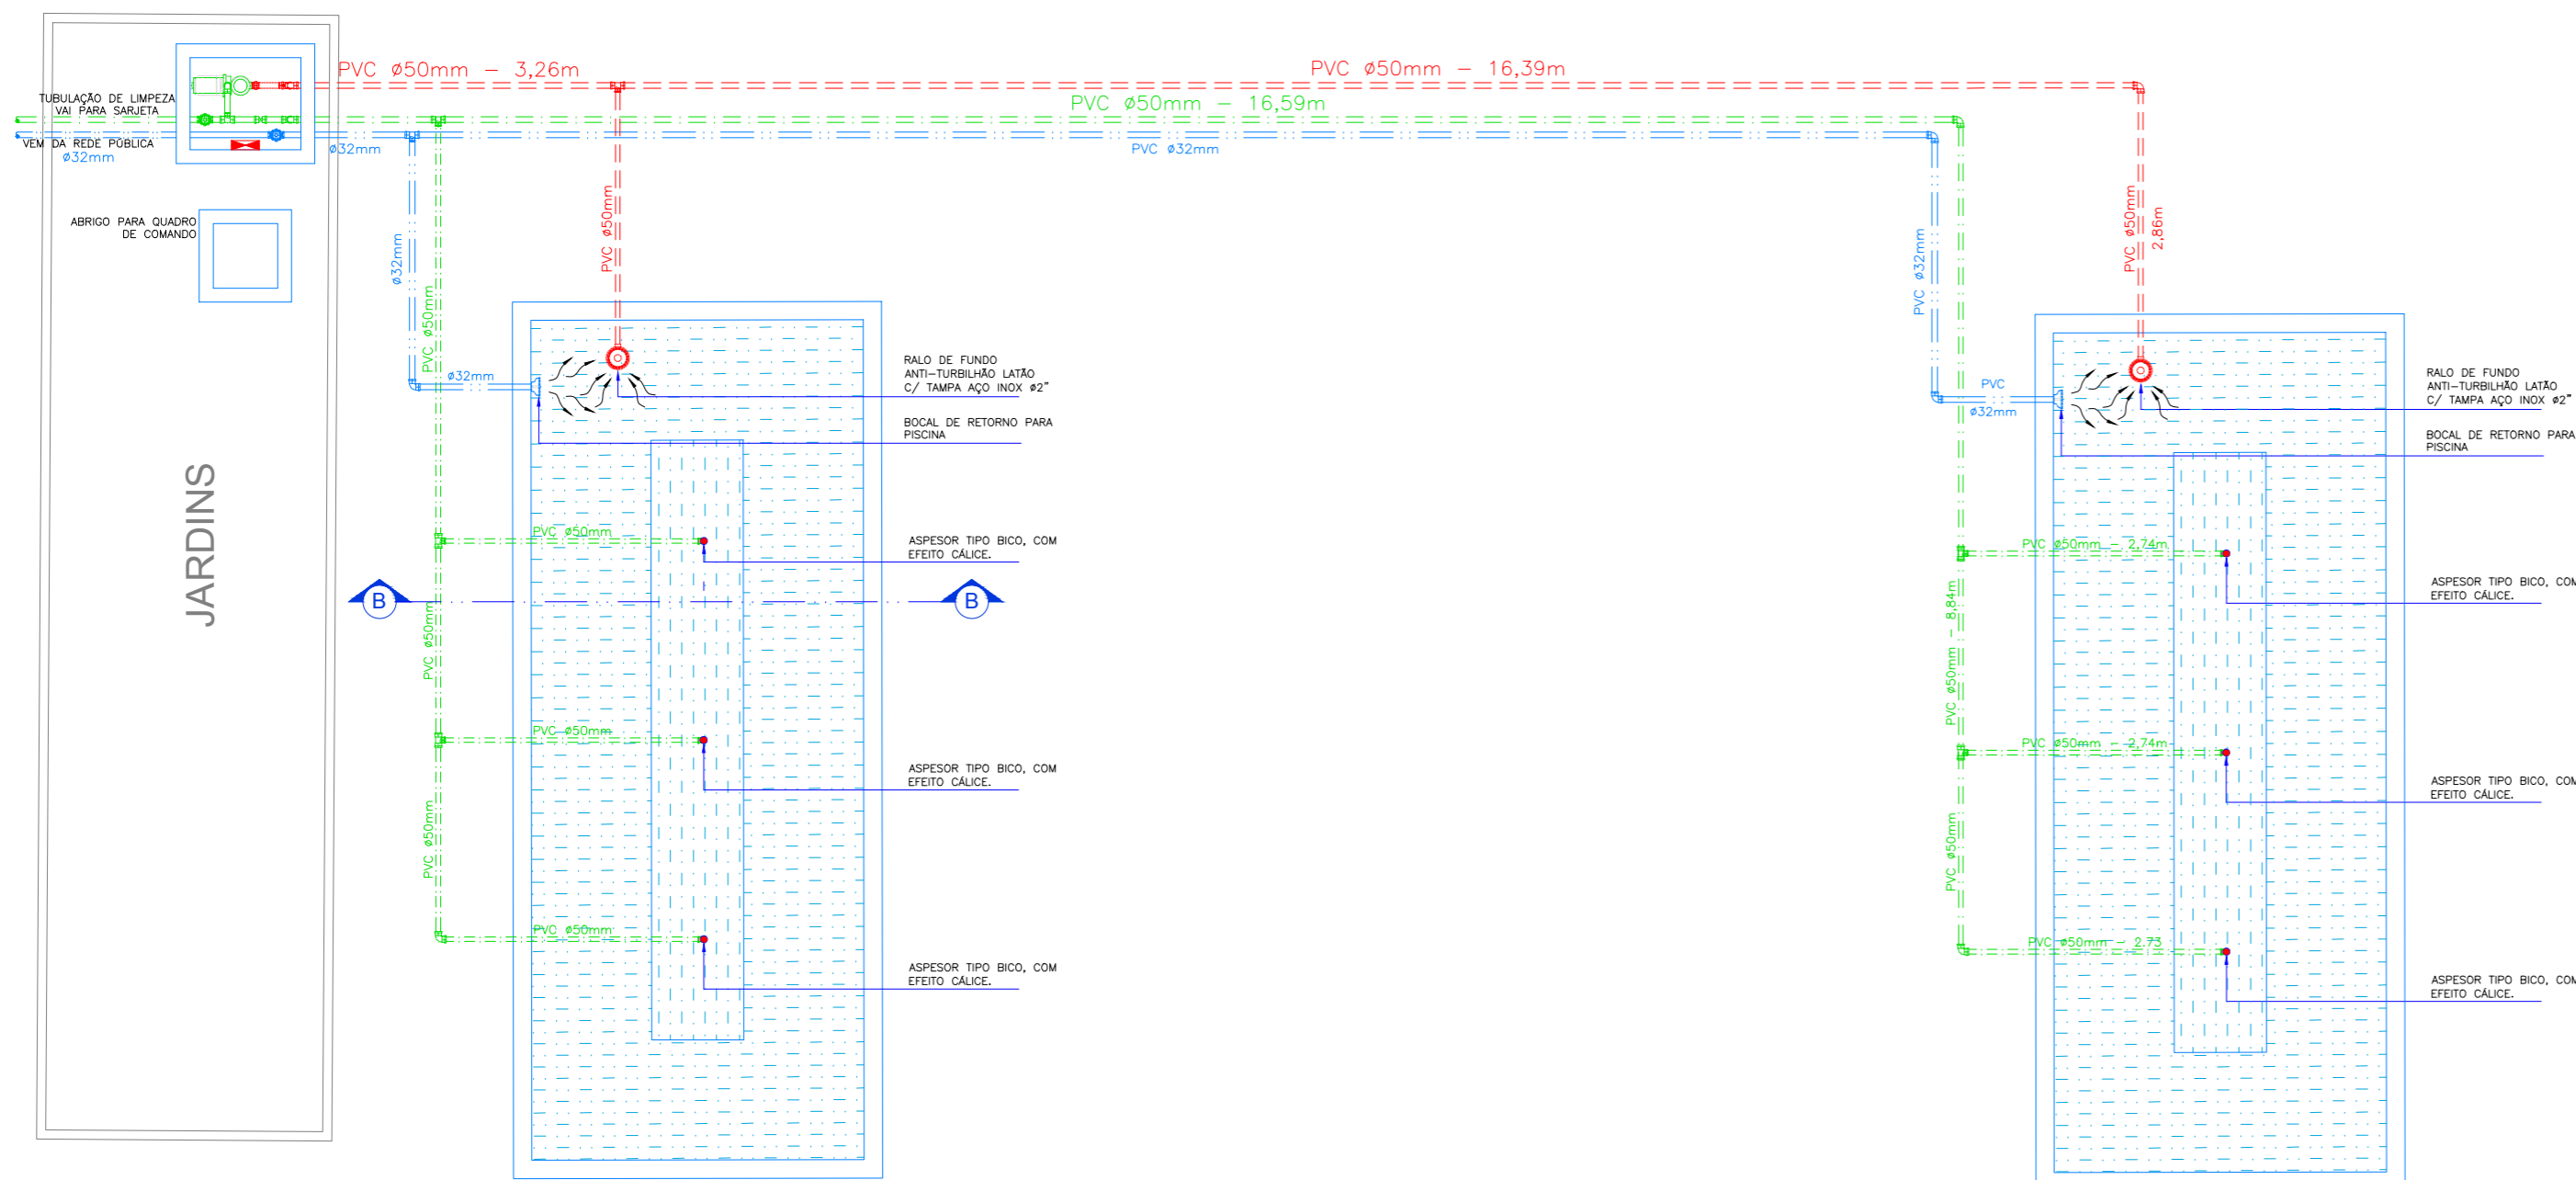 PVC ø50mm - 3,26m
PVC ø50mm - 16,39m
PVC ø50mm - 16,59m
TUBULAÇÃO DE LIMPEZA
VAI PARA SARJETA
VEM DA REDE PÚBLICA
ø32mm
ø32mm
PVC ø32mm
ABRIGO PARA QUADRO
DE COMANDO
JARDINS
ø32mm
PVC ø50mm
PVC ø50mm
ø32mm
RALO DE FUNDO
ANTI-TURBILHÃO LATÃO
C/ TAMPA AÇO INOX ø2"
BOCAL DE RETORNO PARA
PISCINA
PVC ø50mm
ASPESOR TIPO BICO, COM
EFEITO CÁLICE.
B
B
PVC ø50mm
PVC ø50mm
ASPESOR TIPO BICO, COM
EFEITO CÁLICE.
PVC ø50mm
PVC ø50mm
ASPESOR TIPO BICO, COM
EFEITO CÁLICE.
PVC ø32mm
PVC ø50mm
2,86m
PVC
ø32mm
RALO DE FUNDO
ANTI-TURBILHÃO LATÃO
C/ TAMPA AÇO INOX ø2"
BOCAL DE RETORNO PARA
PISCINA
PVC ø50mm - 2,74m
ASPESOR TIPO BICO, COM
EFEITO CÁLICE.
PVC ø50mm - 8,84m
PVC ø50mm - 2,74m
ASPESOR TIPO BICO, COM
EFEITO CÁLICE.
PVC ø50mm
PVC ø50mm - 2.73
ASPESOR TIPO BICO, COM
EFEITO CÁLICE.